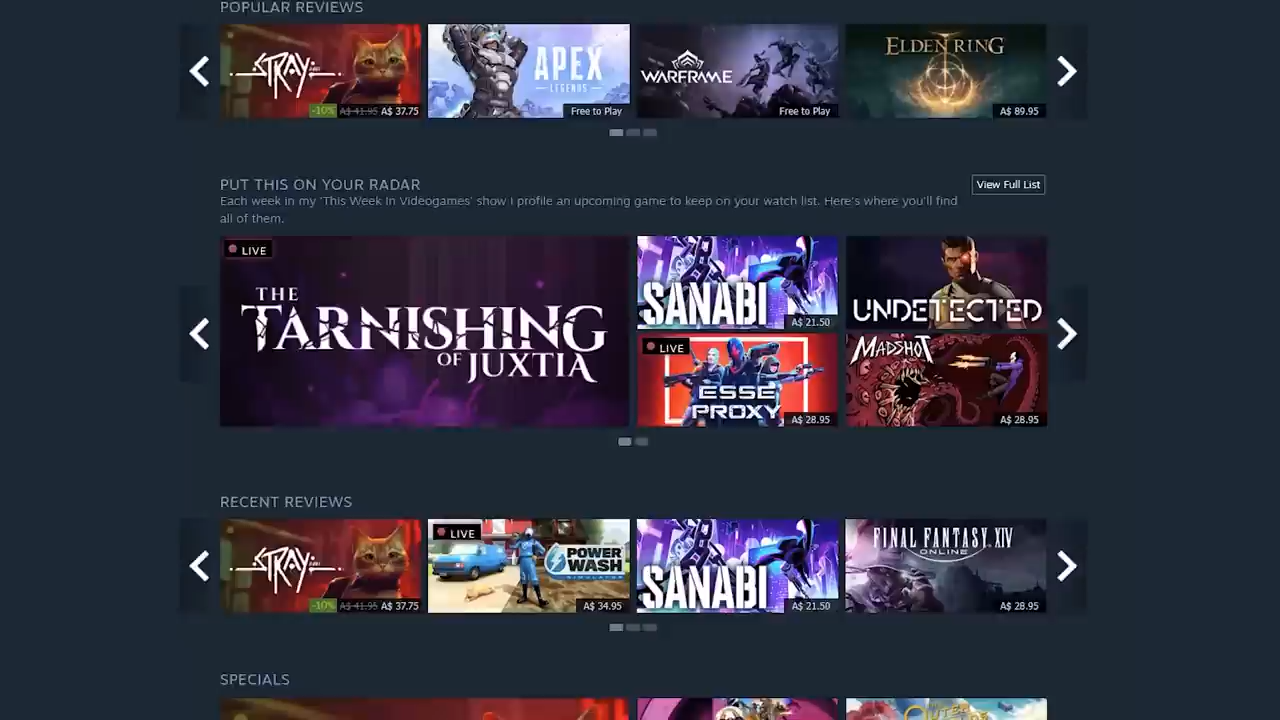 POPULAR REVIEWS
STRAY
-10% A$ 41.95 A$ 37.75
APEX
LEGENDS
Free to Play
WARFRAME
Free to Play
ELDEN RING
A$ 89.95
PUT THIS ON YOUR RADAR
View Full List
Each week in my 'This Week In Videogames' show I profile an upcoming game to keep on your watch list. Here's where you'll find
all of them.
LIVE
THE
TARNISHING
OF JUXTIA
SANABI
A$ 21.50
UNDETECTED
LIVE
ESSE
PROXY
A$ 28.95
MADSHOT
A$ 28.95
RECENT REVIEWS
STRAY
-10% A$ 41.95 A$ 37.75
LIVE
POWER
WASH
SIMULATOR
A$ 34.95
SANABI
A$ 21.50
FINAL FANTASY XIV
ONLINE
A$ 28.95
SPECIALS